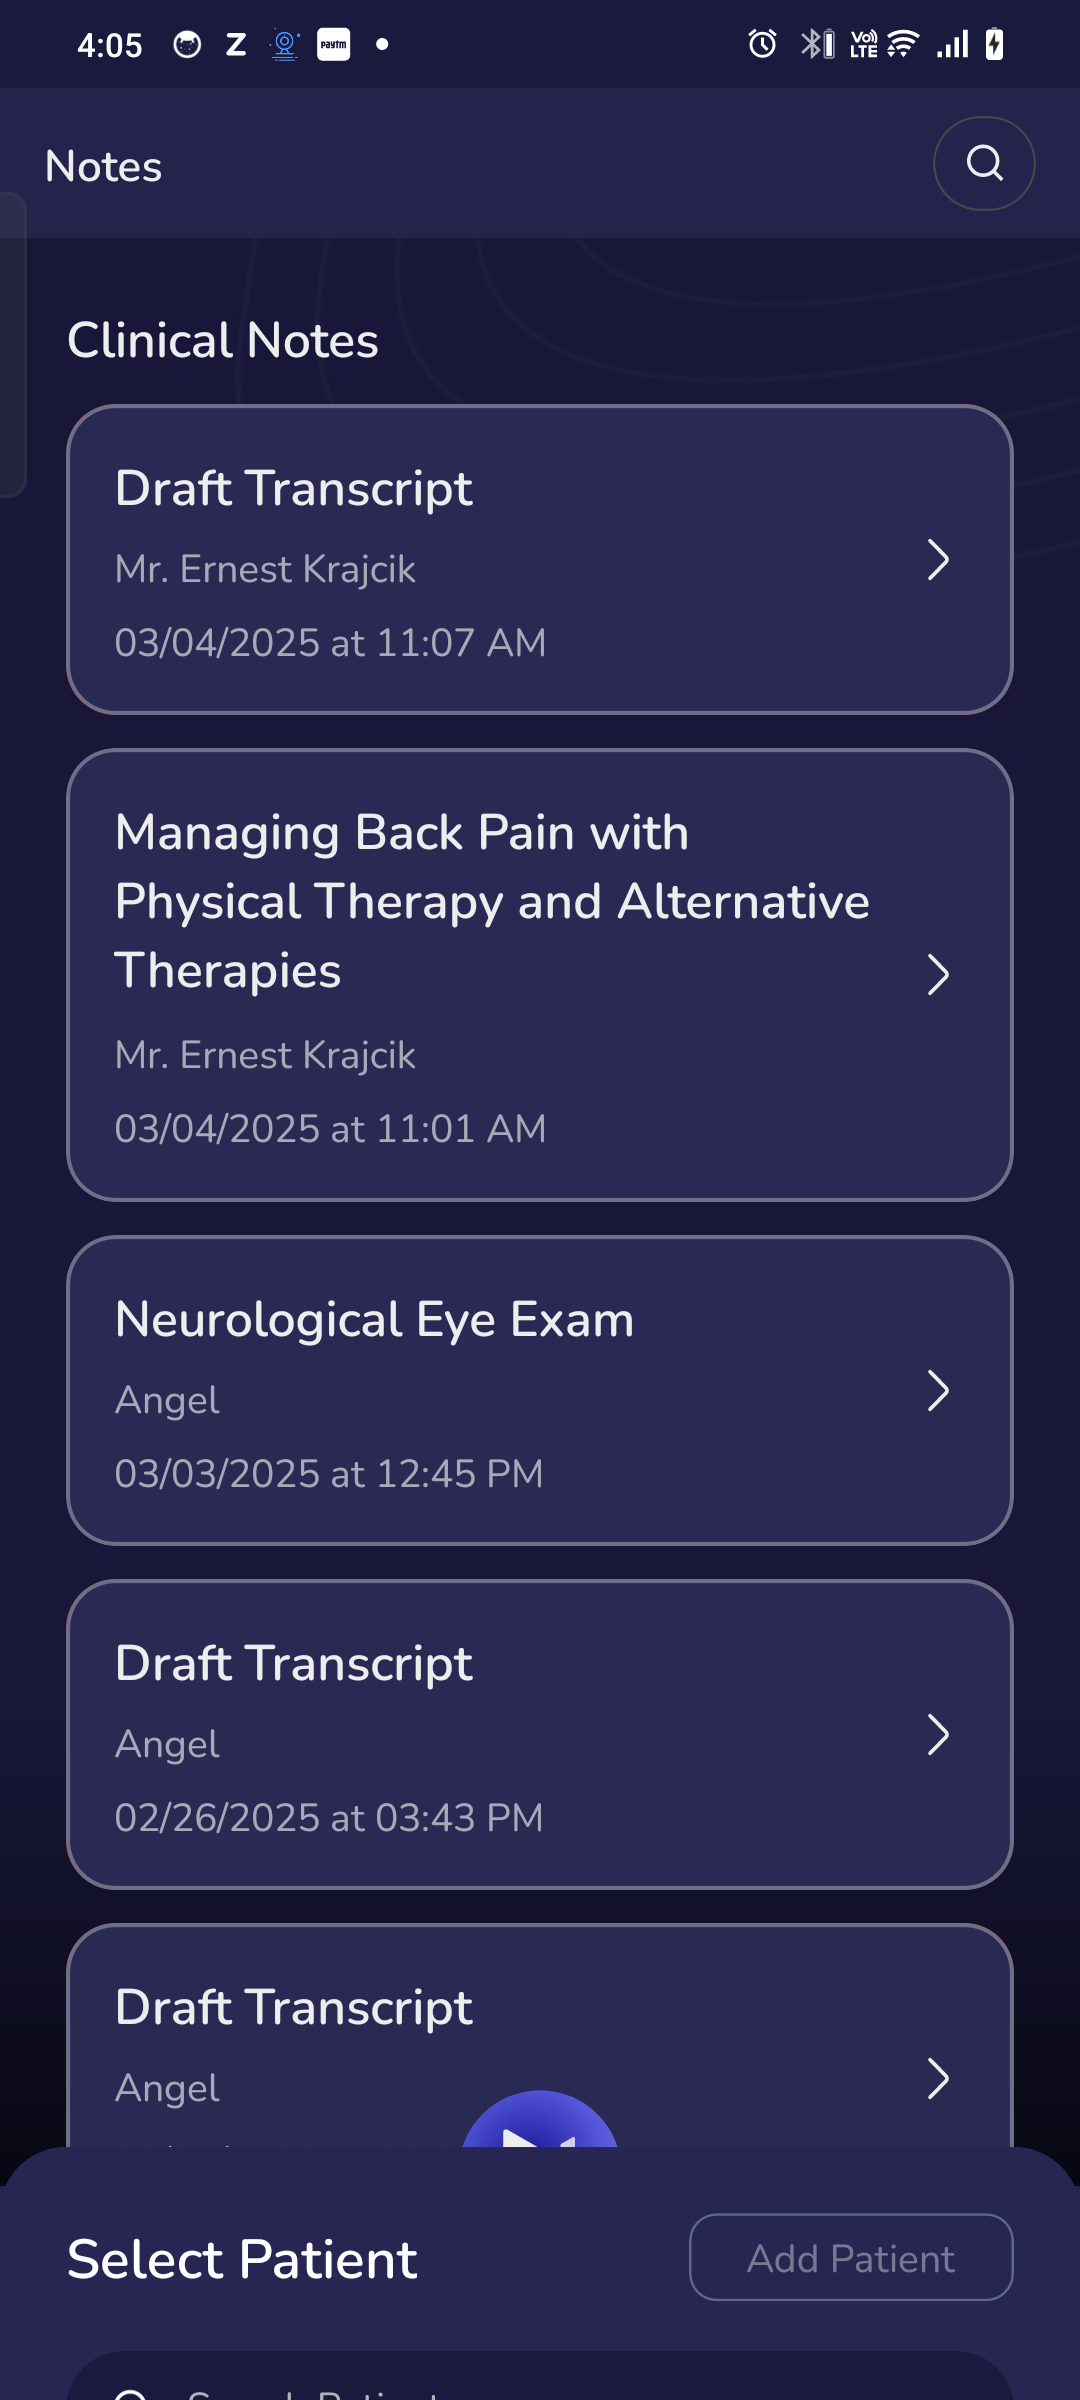 4:05
Z
paytm
Vo)) LTE
Notes
Clinical Notes
Draft Transcript
Mr. Ernest Krajcik
03/04/2025 at 11:07 AM
Managing Back Pain with
Physical Therapy and Alternative
Therapies
Mr. Ernest Krajcik
03/04/2025 at 11:01 AM
Neurological Eye Exam
Angel
03/03/2025 at 12:45 PM
Draft Transcript
Angel
02/26/2025 at 03:43 PM
Draft Transcript
Angel
Select Patient
Add Patient